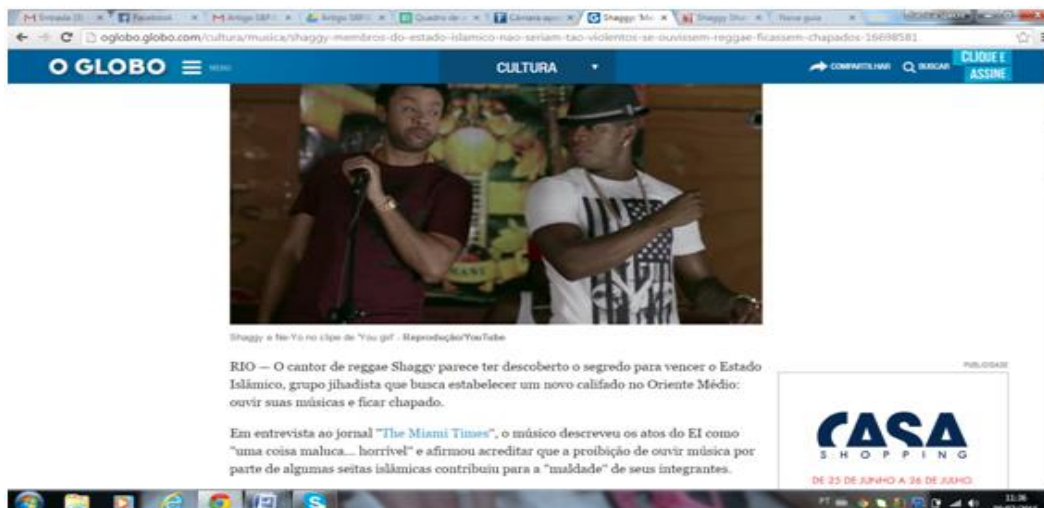 Facebook
oglobo.globo.com/cultura/musica/shaggy-membros-do-estado-islamico-nao-seriam-tao-violentos-se-ouvissem-reggae-ficassem-chapados-16698581
O GLOBO MENU CULTURA COMPARTILHAR BUSCAR CLIQUE E
ASSINE
Shaggy e Ne-Yo no clipe de "You girl" - Reprodução/YouTube
RIO — O cantor de reggae Shaggy parece ter descoberto o segredo para vencer o Estado
Islâmico, grupo jihadista que busca estabelecer um novo califado no Oriente Médio:
ouvir suas músicas e ficar chapado.
Em entrevista ao jornal "The Miami Times", o músico descreveu os atos do EI como
"uma coisa maluca... horrível" e afirmou acreditar que a proibição de ouvir música por
parte de algumas seitas islâmicas contribuiu para a "maldade" de seus integrantes.
PUBLICIDADE
CASA
SHOPPING
DE 25 DE JUNHO A 26 DE JULHO
PT 11:36